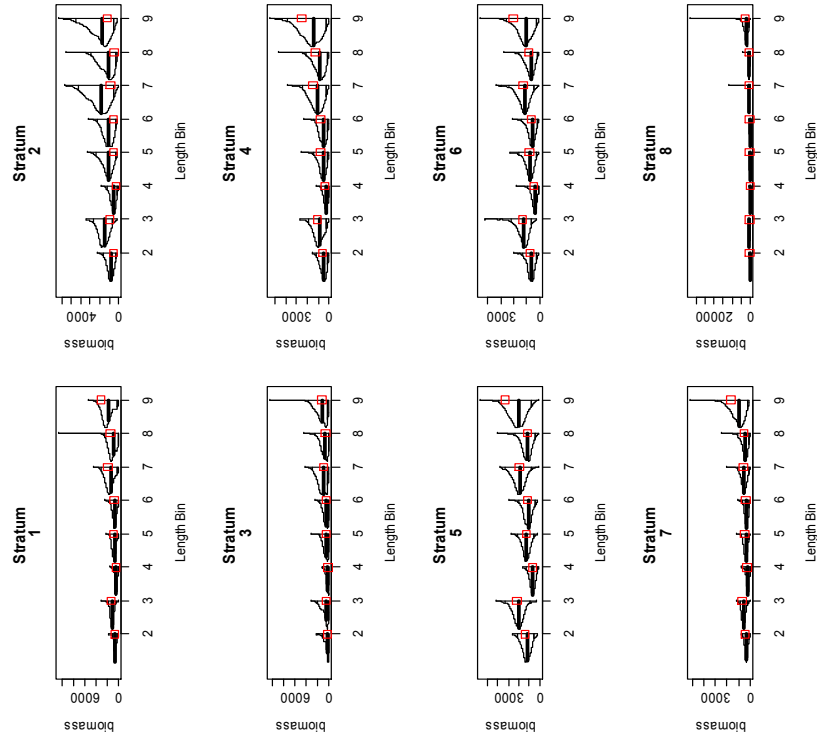 Stratum
1
biomass
0 6000
2 3 4 5 6 7 8 9
Length Bin
Stratum
2
biomass
0 4000
2 3 4 5 6 7 8 9
Length Bin
Stratum
3
biomass
0 6000
2 3 4 5 6 7 8 9
Length Bin
Stratum
4
biomass
0 3000
2 3 4 5 6 7 8 9
Length Bin
Stratum
5
biomass
0 3000
2 3 4 5 6 7 8 9
Length Bin
Stratum
6
biomass
0 3000
2 3 4 5 6 7 8 9
Length Bin
Stratum
7
biomass
0 3000
2 3 4 5 6 7 8 9
Length Bin
Stratum
8
biomass
0 20000
2 3 4 5 6 7 8 9
Length Bin